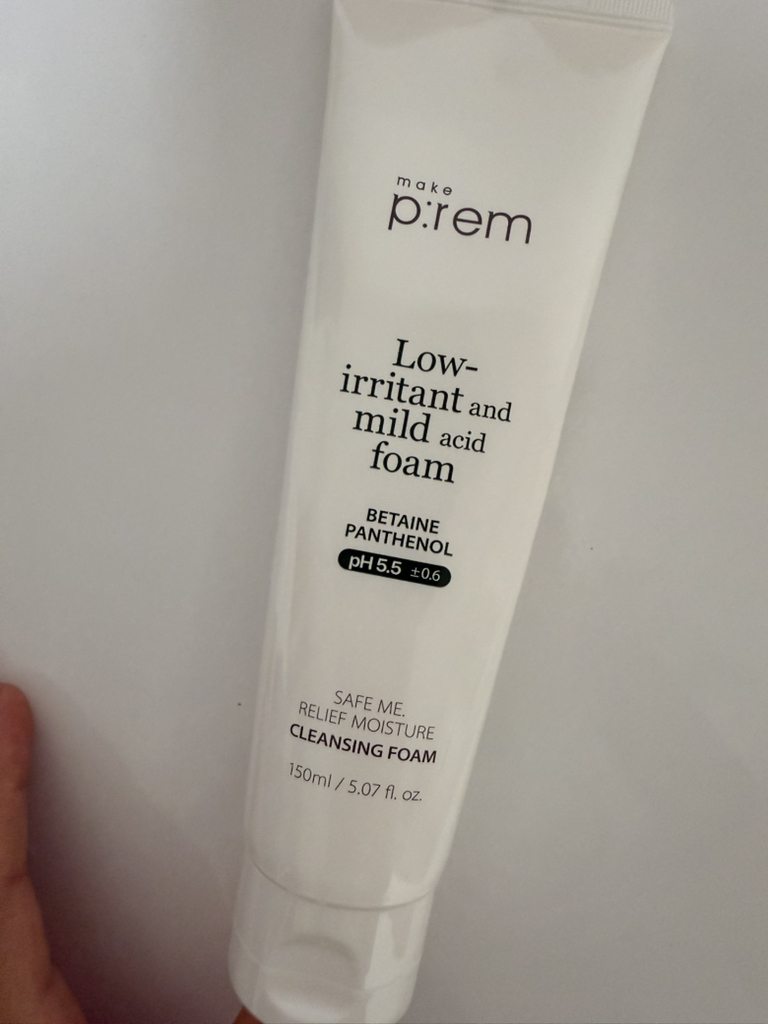 make
p:rem
Low-
irritant and
mild acid
foam
BETAINE
PANTHENOL
pH 5.5 ±0.6
SAFE ME.
RELIEF MOISTURE
CLEANSING FOAM
150ml / 5.07 fl. oz.